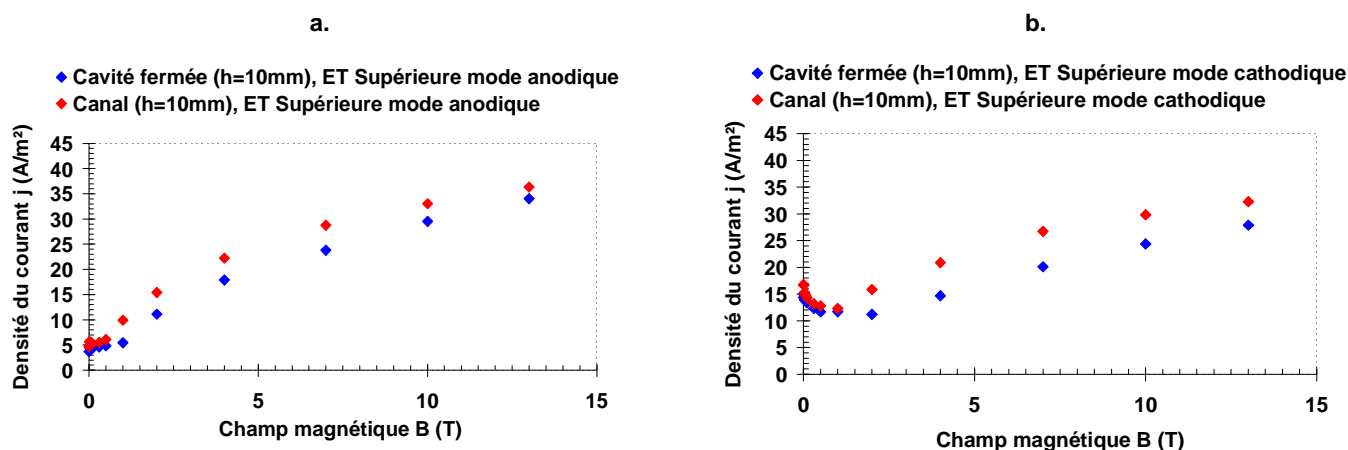 a.
Cavité fermée (h=10mm), ET Supérieure mode anodique
Canal (h=10mm), ET Supérieure mode anodique
Densité du courant j (A/m²)
45
40
35
30
25
20
15
10
5
0
0 5 10 15
Champ magnétique B (T)
b.
Cavité fermée (h=10mm), ET Supérieure mode cathodique
Canal (h=10mm), ET Supérieure mode cathodique
Densité du courant j (A/m²)
45
40
35
30
25
20
15
10
5
0
0 5 10 15
Champ magnétique B (T)